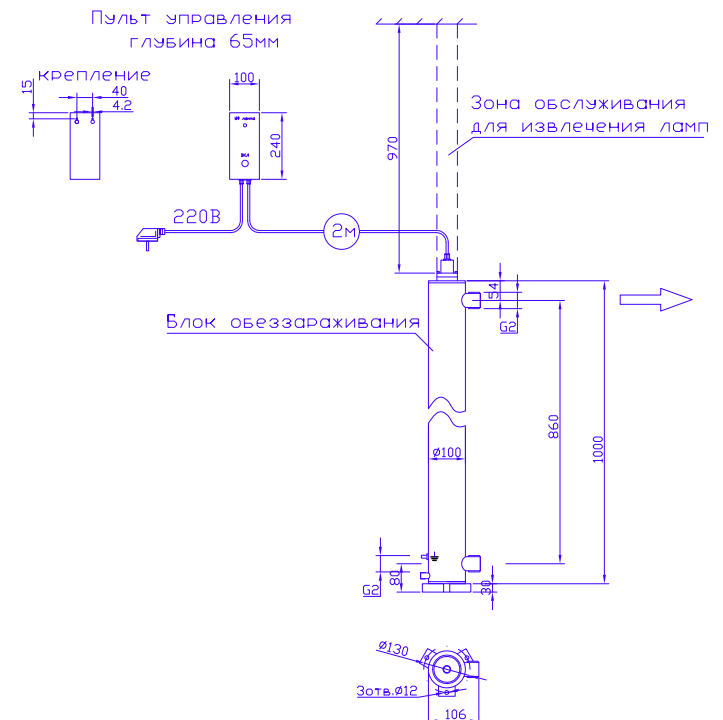 Пульт управления
глубина 65мм
крепление
15
40
4.2
100
240
ВКЛ
220В
2м
970
Зона обслуживания
для извлечения ламп
54
G2
Блок обеззараживания
860
1000
ø100
80
G2
30
ø130
3отв.ø12
106